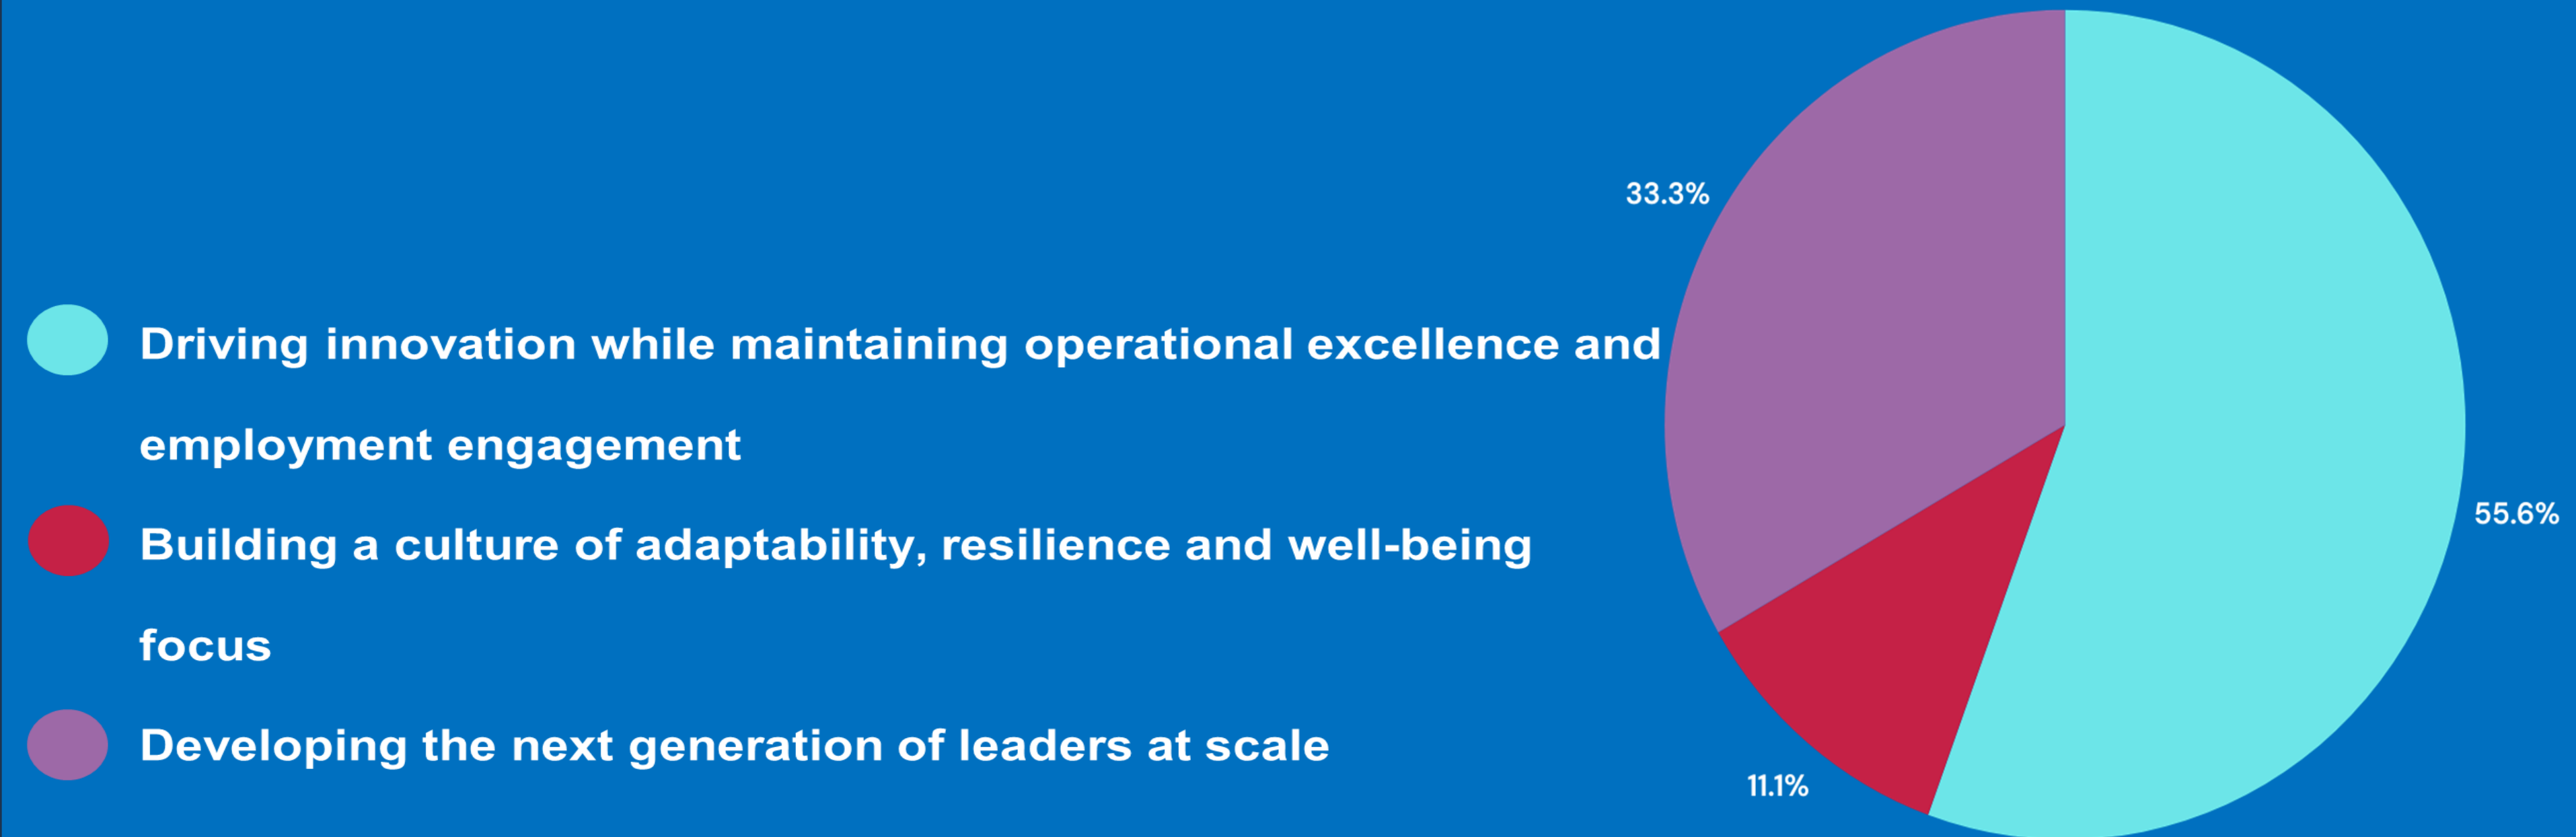 Driving innovation while maintaining operational excellence and
employment engagement
Building a culture of adaptability, resilience and well-being
focus
Developing the next generation of leaders at scale
33.3%
55.6%
11.1%